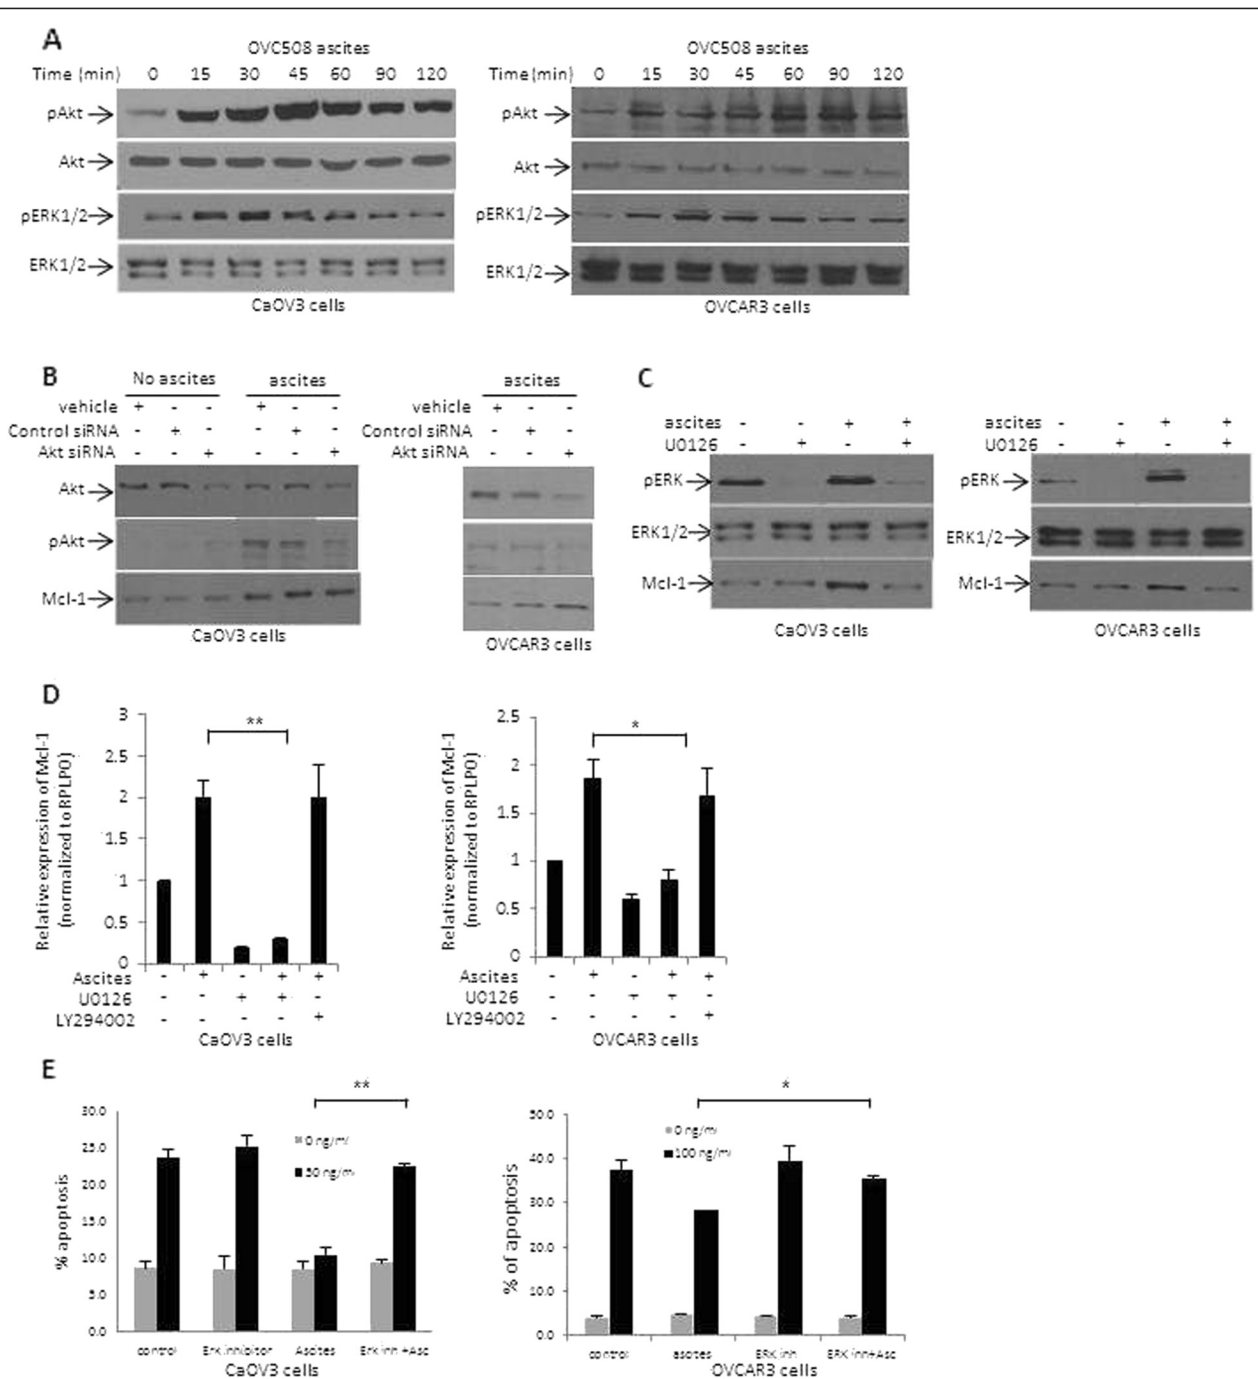 A
OVC508 ascites
Time (min) 0 15 30 45 60 90 120
pAkt
Akt
pERK1/2
ERK1/2
CaOV3 cells
OVC508 ascites
Time (min) 0 15 30 45 60 90 120
pAkt
Akt
pERK1/2
ERK1/2
OVCAR3 cells
B
No ascites ascites
vehicle + - - + - -
Control siRNA - + - - + -
Akt siRNA - - + - - +
Akt
pAkt
Mcl-1
CaOV3 cells
ascites
vehicle + - -
Control siRNA - + -
Akt siRNA - - +
OVCAR3 cells
C
ascites - - + +
U0126 - + - +
pERK
ERK1/2
Mcl-1
CaOV3 cells
ascites - - + +
U0126 - + - +
pERK
ERK1/2
Mcl-1
OVCAR3 cells
D
Relative expression of Mcl-1
(normalized to RPLPO)
3
2.5
2
1.5
1
0.5
0
**
Ascites - + - + +
U0126 - - + + -
LY294002 - - - - +
CaOV3 cells
Relative expression of Mcl-1
(normalized to RPLPO)
2.5
2
1.5
1
0.5
0
*
Ascites - + - + +
U0126 - - + + -
LY294002 - - - - +
OVCAR3 cells
E
% apoptosis
30.0
25.0
20.0
15.0
10.0
5.0
0.0
**
0 ng/ml
50 ng/ml
control Erk inhibitor Ascites Erk inh +Asc
CaOV3 cells
% of apoptosis
50.0
40.0
30.0
20.0
10.0
0.0
*
0 ng/ml
100 ng/ml
control ascites ERK inh ERK inh+Asc
OVCAR3 cells